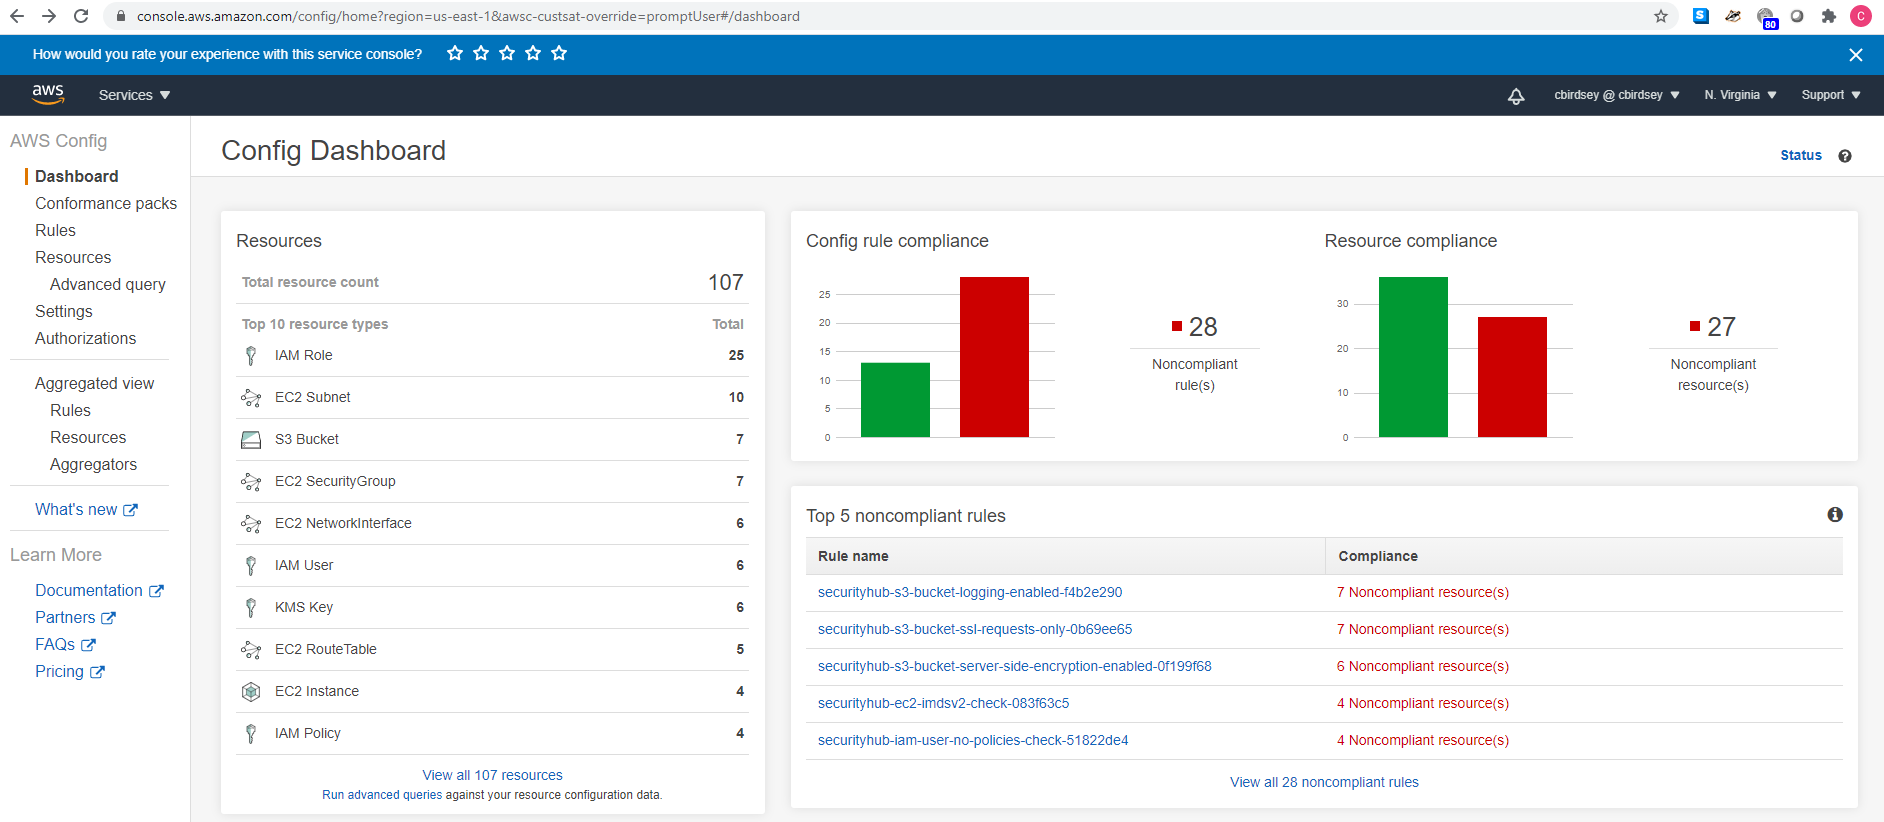 console.aws.amazon.com/config/home?region=us-east-1&awsc-custsat-override=promptUser#/dashboard
S
80
C
How would you rate your experience with this service console?
aws
Services
cbirdsey @ cbirdsey
N. Virginia
Support
AWS Config
Dashboard
Conformance packs
Rules
Resources
Advanced query
Settings
Authorizations
Aggregated view
Rules
Resources
Aggregators
What's new
Learn More
Documentation
Partners
FAQs
Pricing
Config Dashboard
Status
?
Resources
Total resource count 107
Top 10 resource types Total
IAM Role 25
EC2 Subnet 10
S3 Bucket 7
EC2 SecurityGroup 7
EC2 NetworkInterface 6
IAM User 6
KMS Key 6
EC2 RouteTable 5
EC2 Instance 4
IAM Policy 4
View all 107 resources
Run advanced queries against your resource configuration data.
Config rule compliance
25
20
15
10
5
0
28
Noncompliant
rule(s)
Resource compliance
30
20
10
0
27
Noncompliant
resource(s)
Top 5 noncompliant rules
i
Rule name Compliance
securityhub-s3-bucket-logging-enabled-f4b2e290 7 Noncompliant resource(s)
securityhub-s3-bucket-ssl-requests-only-0b69ee65 7 Noncompliant resource(s)
securityhub-s3-bucket-server-side-encryption-enabled-0f199f68 6 Noncompliant resource(s)
securityhub-ec2-imdsv2-check-083f63c5 4 Noncompliant resource(s)
securityhub-iam-user-no-policies-check-51822de4 4 Noncompliant resource(s)
View all 28 noncompliant rules